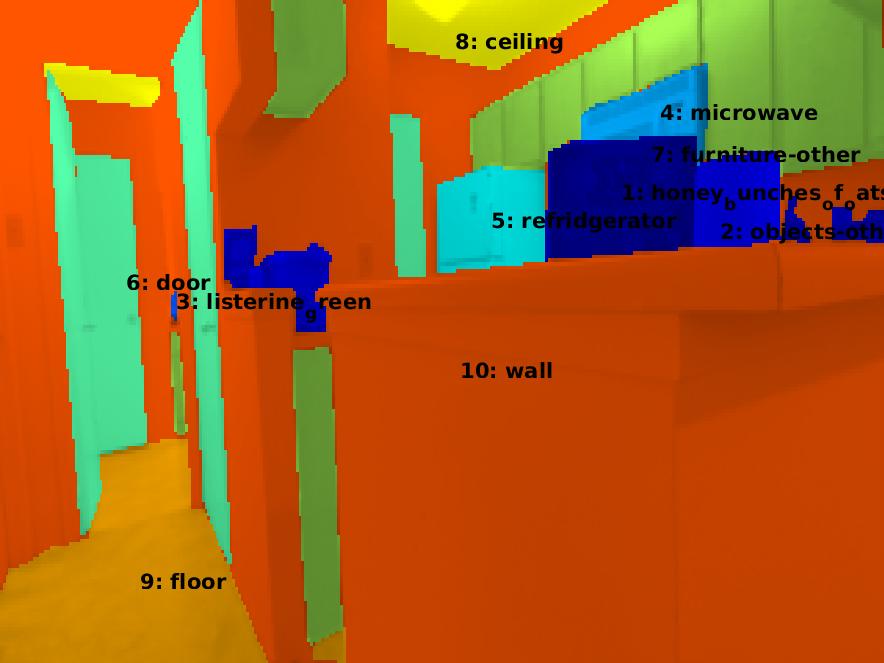 8: ceiling
4: microwave
7: furniture-other
1: honey_bunches_of_oats
5: refridgerator
2: objects-oth
6: door
3: listerine_green
10: wall
9: floor